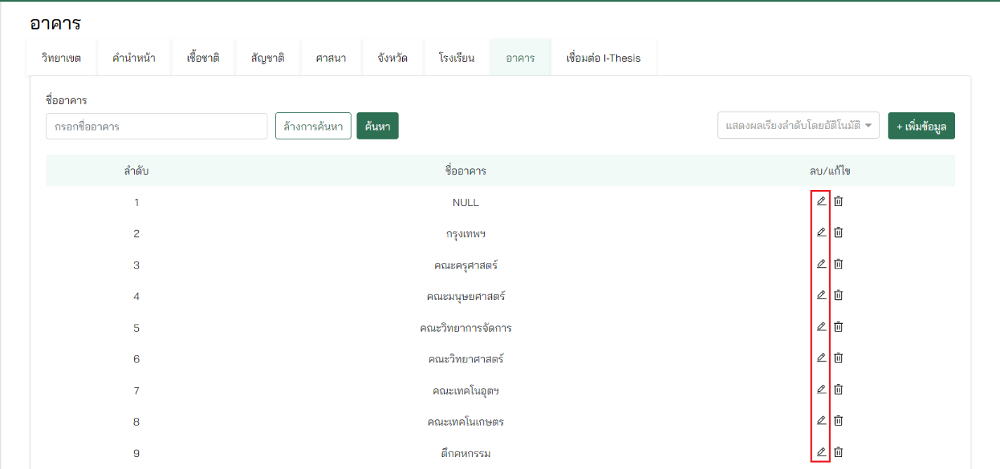 อาคาร
วิทยาเขต คำนำหน้า เชื้อชาติ สัญชาติ ศาสนา จังหวัด โรงเรียน อาคาร เชื่อมต่อ I-Thesis
ชื่ออาคาร
กรอกชื่ออาคาร ล้างการค้นหา ค้นหา แสดงผลเรียงลำดับโดยอัติโนมัติ + เพิ่มข้อมูล
ลำดับ ชื่ออาคาร ลบ/แก้ไข
1 NULL
2 กรุงเทพฯ
3 คณะครุศาสตร์
4 คณะมนุษยศาสตร์
5 คณะวิทยาการจัดการ
6 คณะวิทยาศาสตร์
7 คณะเทคโนอุตฯ
8 คณะเทคโนเกษตร
9 ตึกคหกรรม